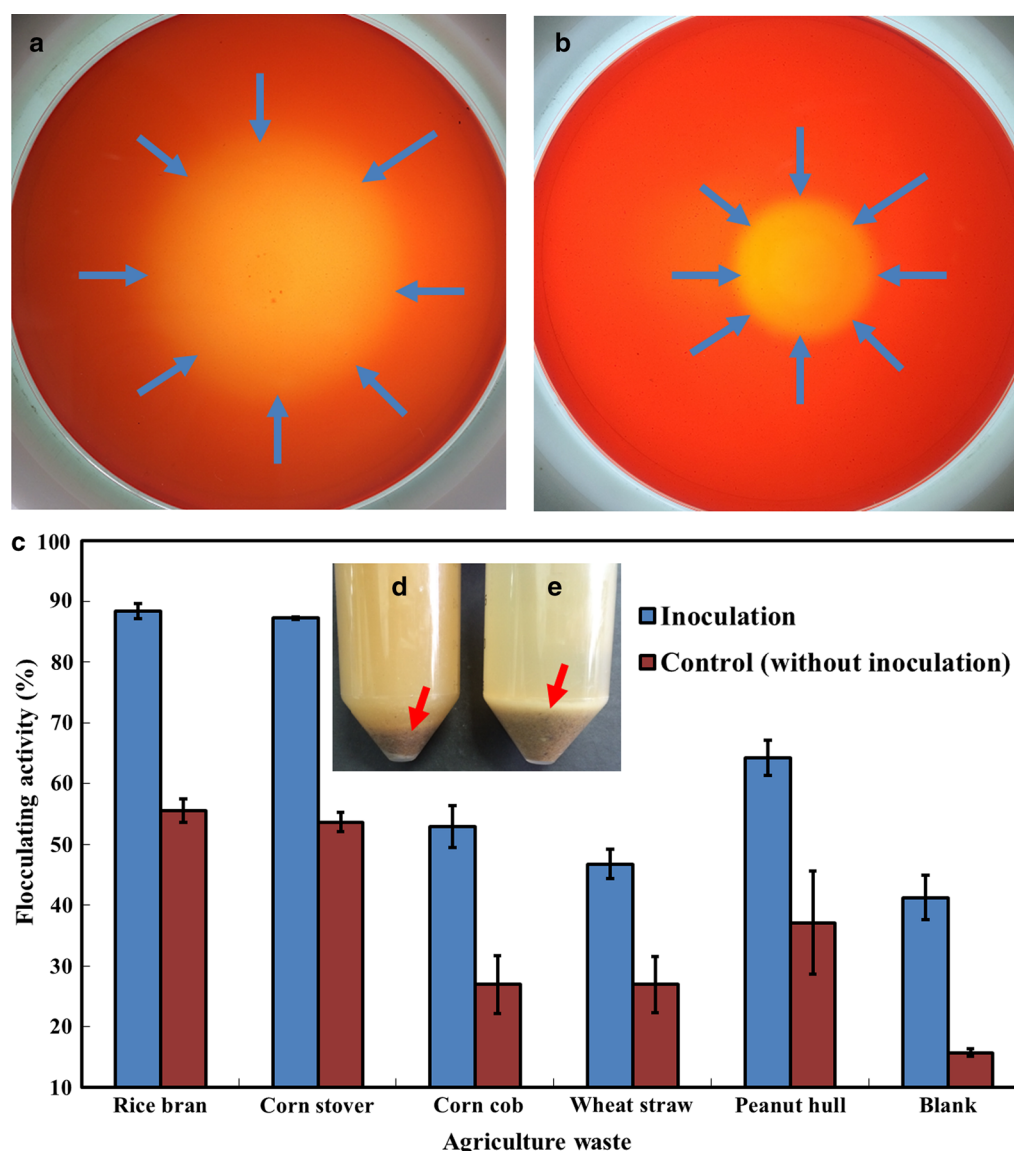 a
b
c
d
e
100
90
80
70
60
50
40
30
20
10
Flocculating activity (%)
Inoculation
Control (without inoculation)
Rice bran
Corn stover
Corn cob
Wheat straw
Peanut hull
Blank
Agriculture waste